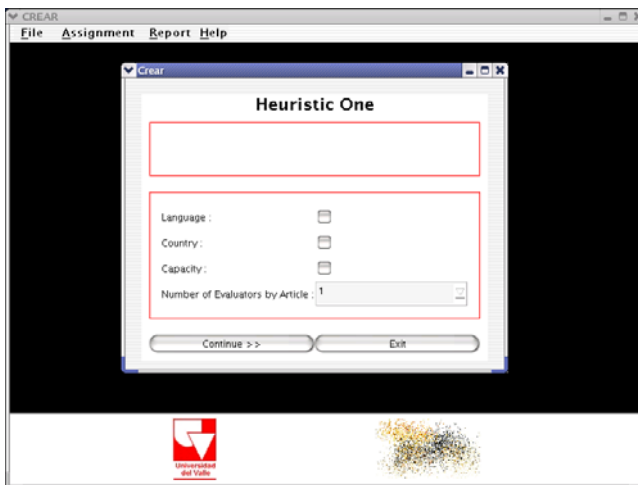 CREAR
File Assignment Report Help
Crear
Heuristic One
Language :
Country :
Capacity :
Number of Evaluators by Article : 1
Continue >> Exit
Universidad
del Valle